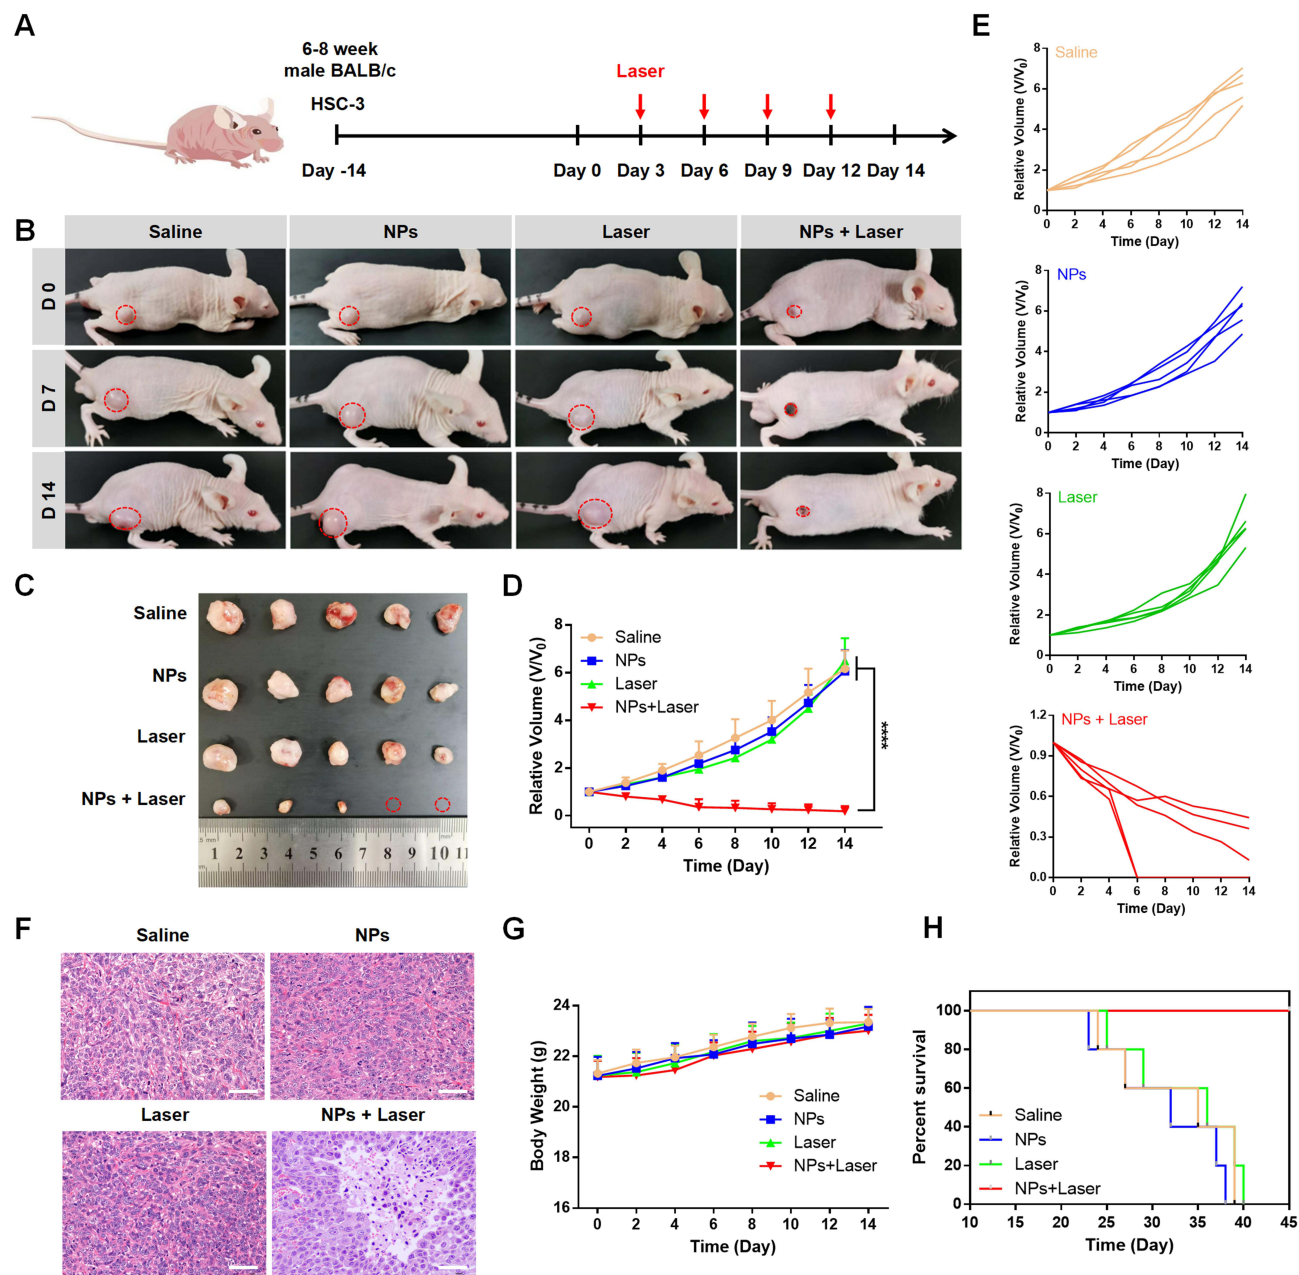 A
6-8 week
male BALB/c
HSC-3
Laser
Day -14
Day 0
Day 3
Day 6
Day 9
Day 12
Day 14
B
Saline
NPs
Laser
NPs + Laser
D 0
D 7
D 14
C
Saline
NPs
Laser
NPs + Laser
1 2 3 4 5 6 7 8 9 10 11
D
Relative Volume (V/V0)
8
6
4
2
0
Saline
NPs
Laser
NPs+Laser
****
0 2 4 6 8 10 12 14
Time (Day)
E
Saline
Relative Volume (V/V0)
8
6
4
2
0
0 2 4 6 8 10 12 14
Time (Day)
NPs
Relative Volume (V/V0)
8
6
4
2
0
0 2 4 6 8 10 12 14
Time (Day)
Laser
Relative Volume (V/V0)
8
6
4
2
0
0 2 4 6 8 10 12 14
Time (Day)
NPs + Laser
Relative Volume (V/V0)
1.2
0.9
0.6
0.3
0.0
0 2 4 6 8 10 12 14
Time (Day)
F
Saline
NPs
Laser
NPs + Laser
G
Body Weight (g)
24
22
20
18
16
Saline
NPs
Laser
NPs+Laser
0 2 4 6 8 10 12 14
Time (Day)
H
Percent survival
100
80
60
40
20
0
Saline
NPs
Laser
NPs+Laser
10 15 20 25 30 35 40 45
Time (Day)